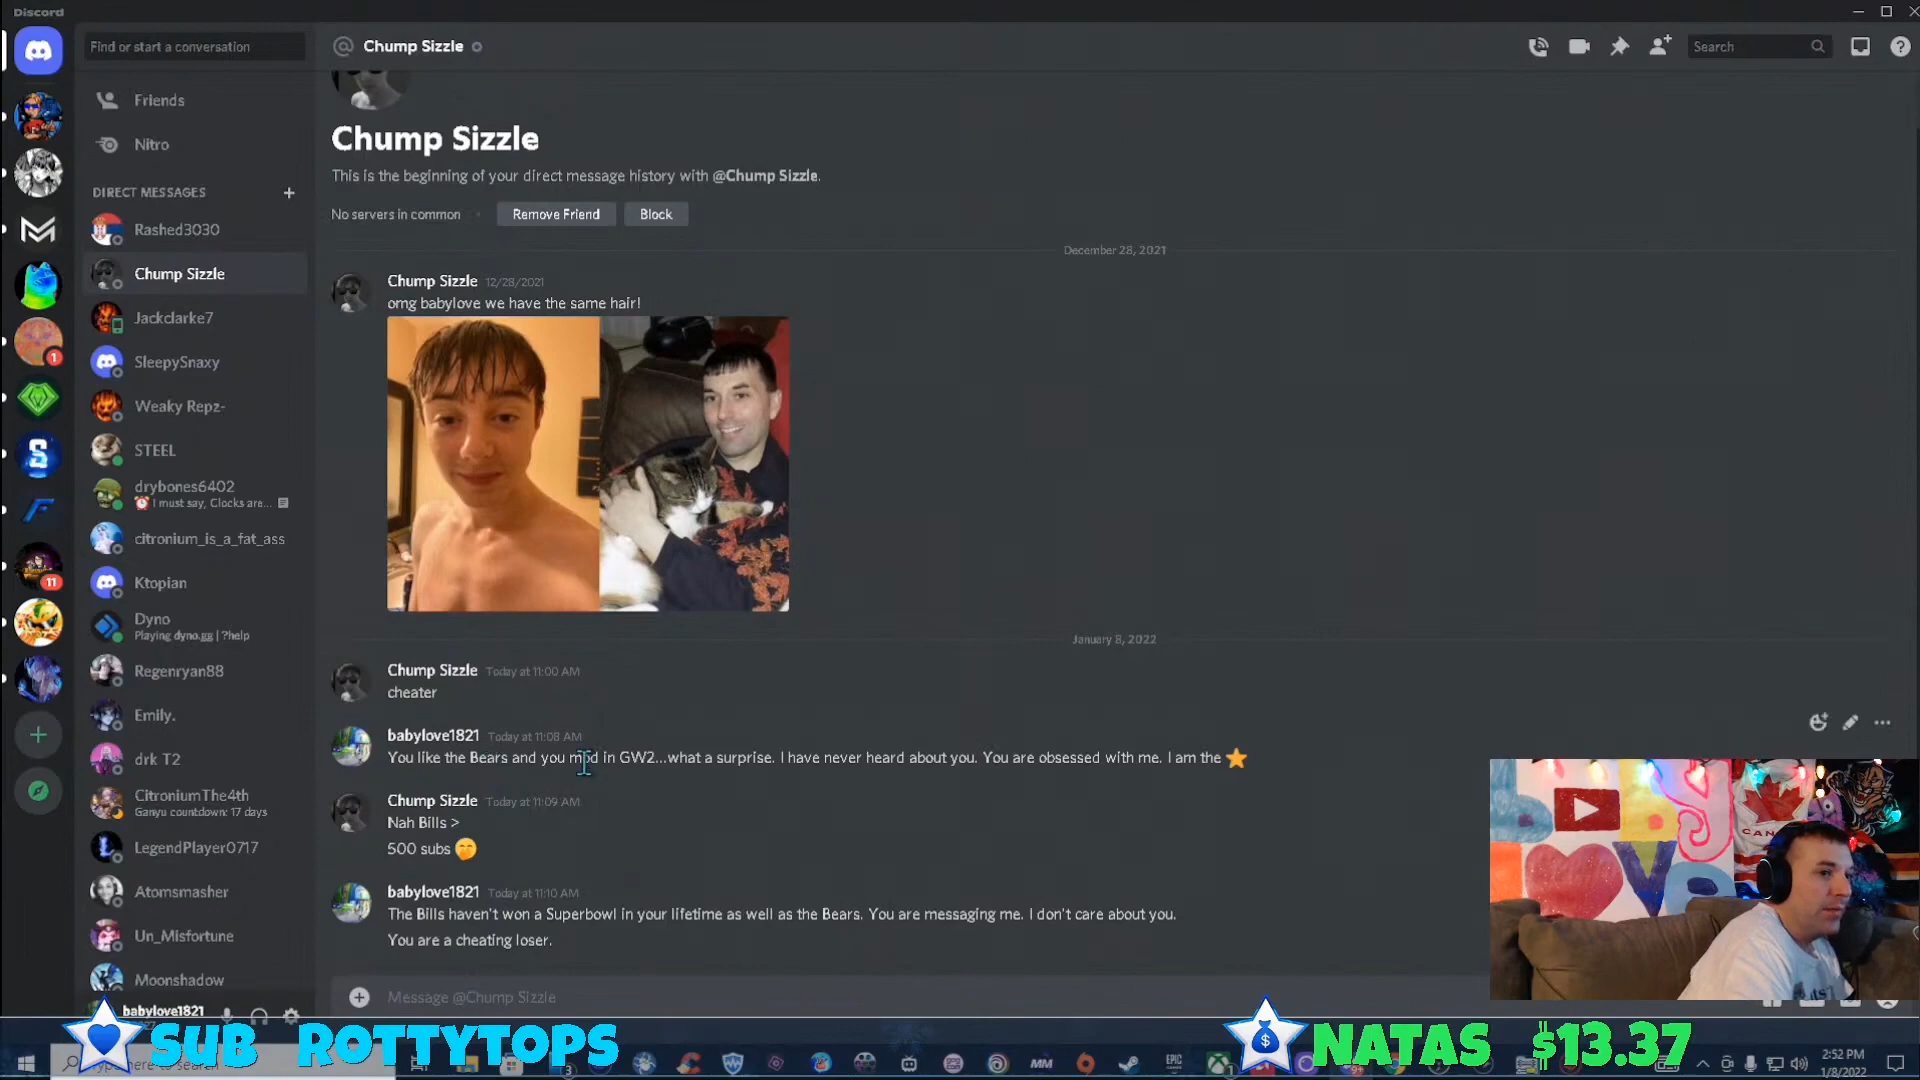 Discord
Find or start a conversation
Chump Sizzle
Search
Friends
Nitro
DIRECT MESSAGES
Rashed3030
Chump Sizzle
Jackclarke7
SleepySnaxy
Weaky Repz-
STEEL
drybones6402
I must say, Clocks are...
citronium_is_a_fat_ass
Ktopian
Dyno
Playing dyno.gg | ?help
Regenryan88
Emily.
drk T2
CitroniumThe4th
Ganyu countdown: 17 days
LegendPlayer0717
Atomsmasher
Un_Misfortune
Moonshadow
babylove1821
1
11
Chump Sizzle
This is the beginning of your direct message history with @Chump Sizzle.
No servers in common
Remove Friend
Block
December 28, 2021
Chump Sizzle 12/28/2021
omg babylove we have the same hair!
January 8, 2022
Chump Sizzle Today at 11:00 AM
cheater
babylove1821 Today at 11:08 AM
You like the Bears and you mod in GW2...what a surprise. I have never heard about you. You are obsessed with me. I am the ⭐
Chump Sizzle Today at 11:09 AM
Nah Bills >
500 subs 🤭
babylove1821 Today at 11:10 AM
The Bills haven't won a Superbowl in your lifetime as well as the Bears. You are messaging me. I don't care about you.
You are a cheating loser.
Message @Chump Sizzle
SUB ROTTYTOPS
NATAS $13.37
here to search
2:52 PM
1/8/2022